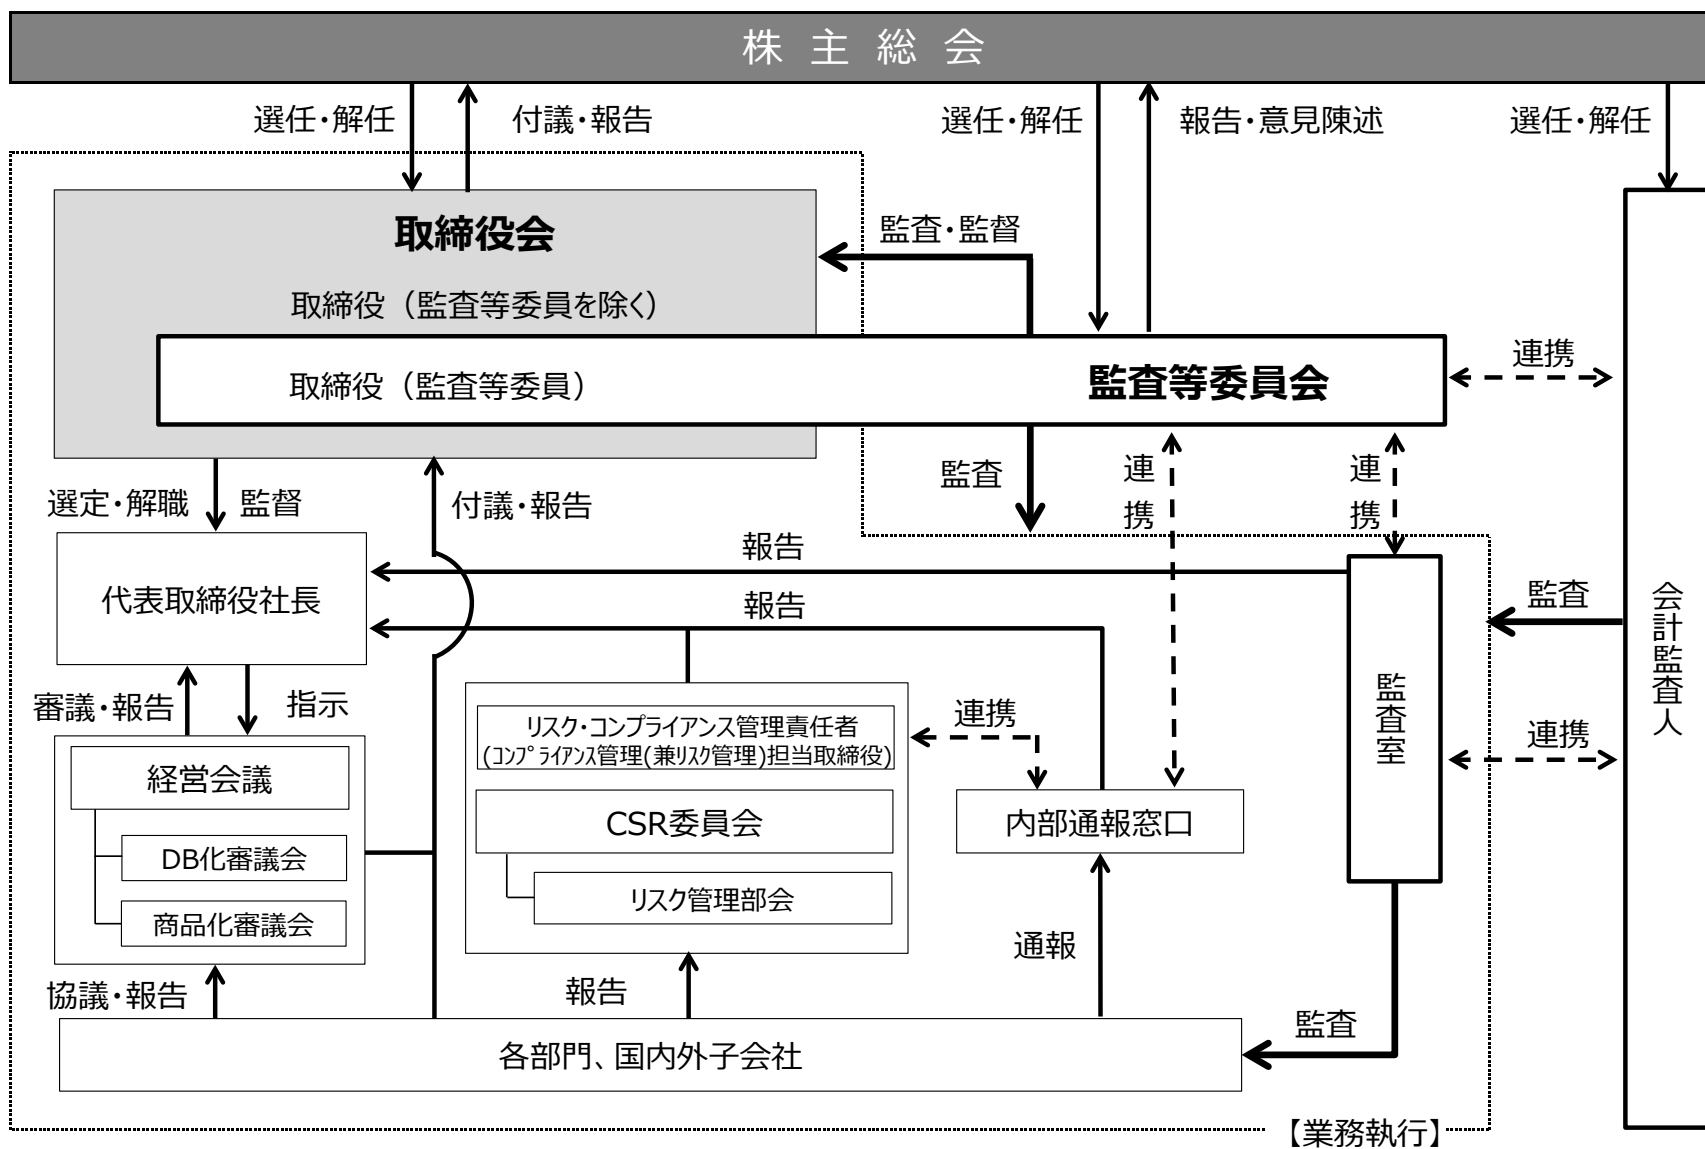 株 主 総 会
選任・解任
付議・報告
選任・解任
報告・意見陳述
選任・解任
取締役会
監査・監督
取締役（監査等委員を除く）
取締役（監査等委員）
監査等委員会
連携
監査
連携
連携
選定・解職
監督
付議・報告
報告
代表取締役社長
報告
監査
会計監査人
審議・報告
指示
監査室
リスク・コンプライアンス管理責任者
(ｺﾝﾌﾟﾗｲｱﾝｽ管理(兼ﾘｽｸ管理)担当取締役)
連携
連携
経営会議
CSR委員会
内部通報窓口
DB化審議会
リスク管理部会
商品化審議会
通報
協議・報告
報告
監査
各部門、国内外子会社
【業務執行】